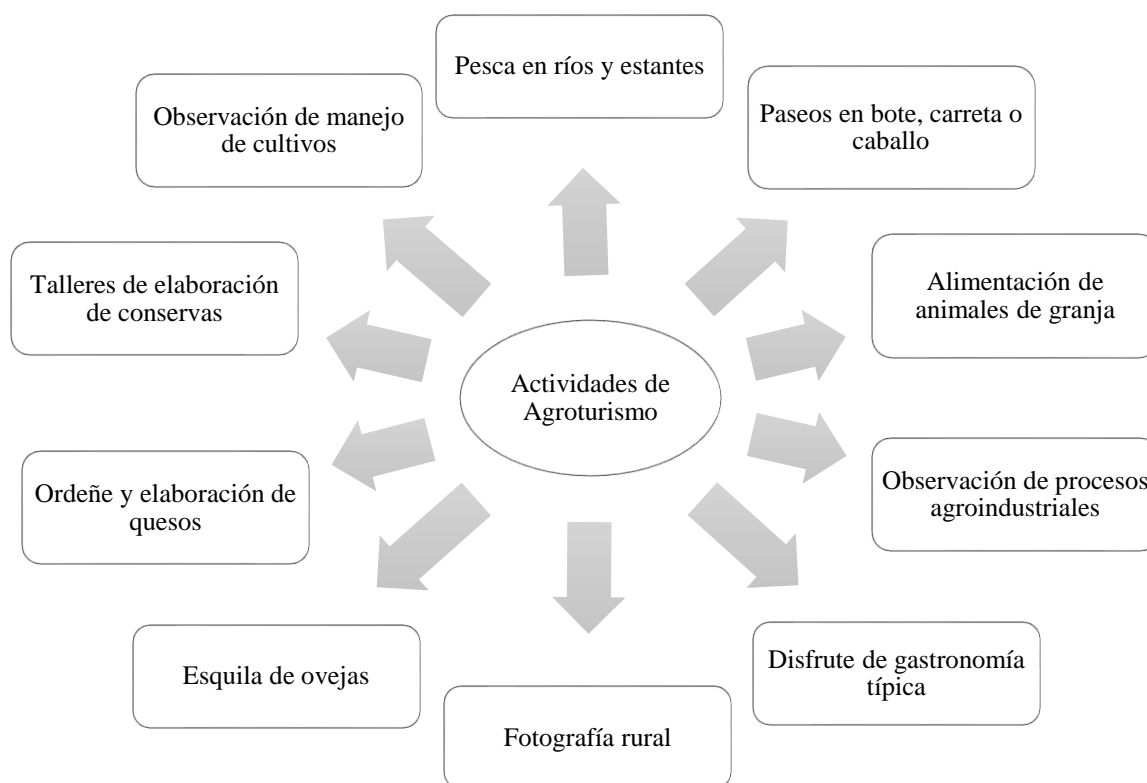 Pesca en ríos y estantes
Paseos en bote, carreta o
caballo
Observación de manejo
de cultivos
Alimentación de
animales de granja
Talleres de elaboración
de conservas
Actividades de
Agroturismo
Observación de procesos
agroindustriales
Ordeñe y elaboración de
quesos
Disfrute de gastronomía
típica
Esquila de ovejas
Fotografía rural